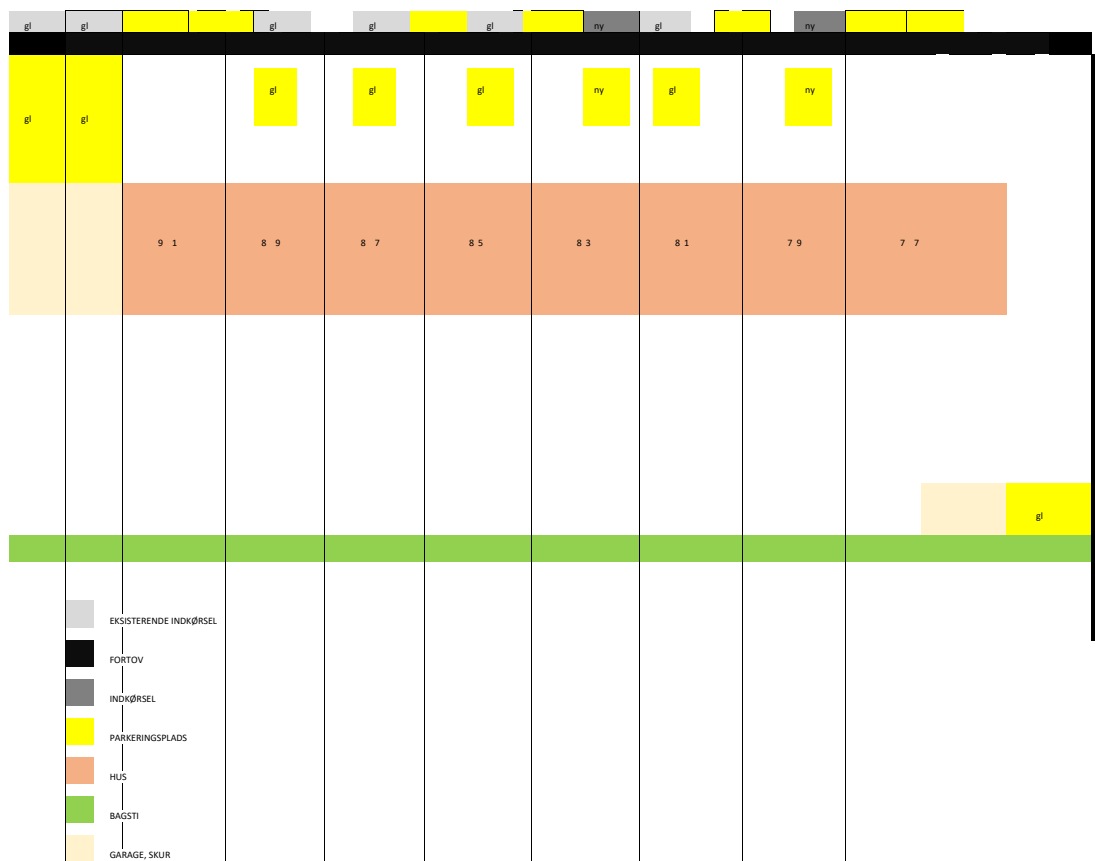 gl gl gl gl gl ny gl ny
gl gl gl ny gl ny
gl gl
9 1 8 9 8 7 8 5 8 3 8 1 7 9 7 7
gl
EKSISTERENDE INDKØRSEL
FORTOV
INDKØRSEL
PARKERINGSPLADS
HUS
BAGSTI
GARAGE, SKUR